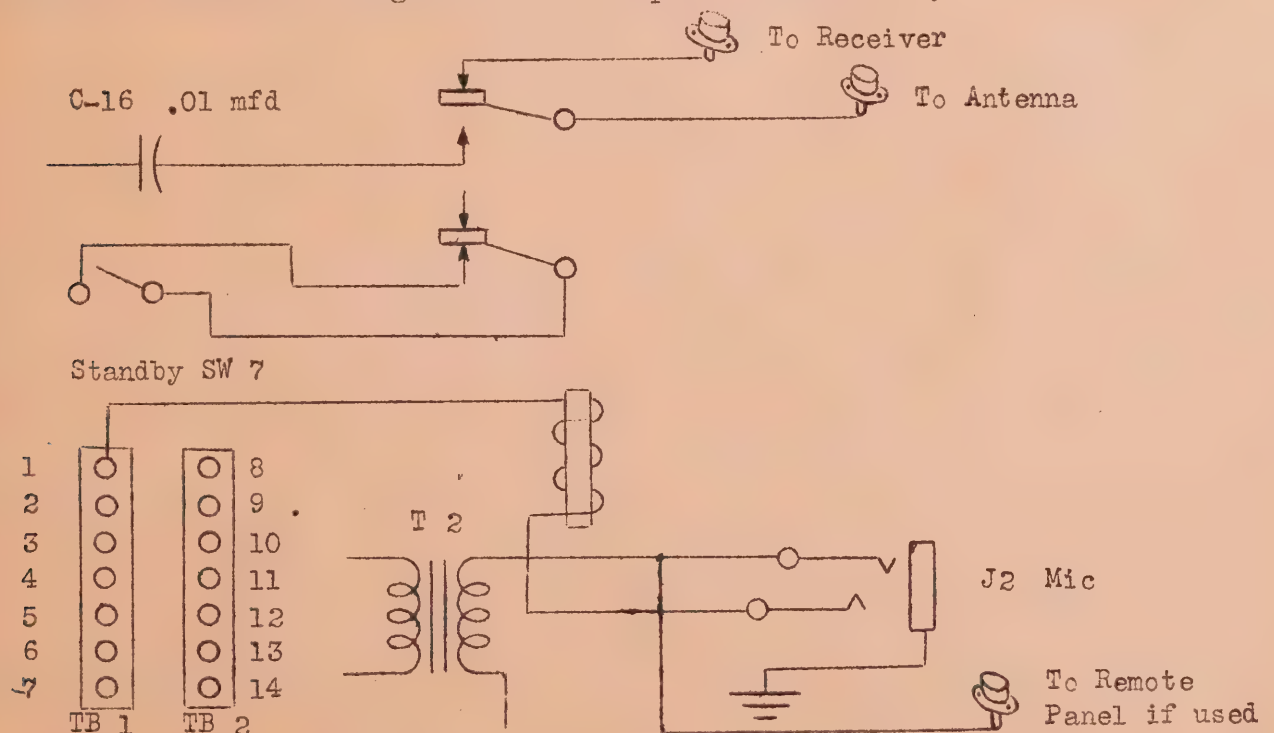 To Receiver
C-16 .01 mfd
To Antenna
Standby SW 7
1
8
2
9
3
10
4
11
5
12
6
13
7
14
T 2
J2 Mic
TB 1
TB 2
To Remote
Panel if used